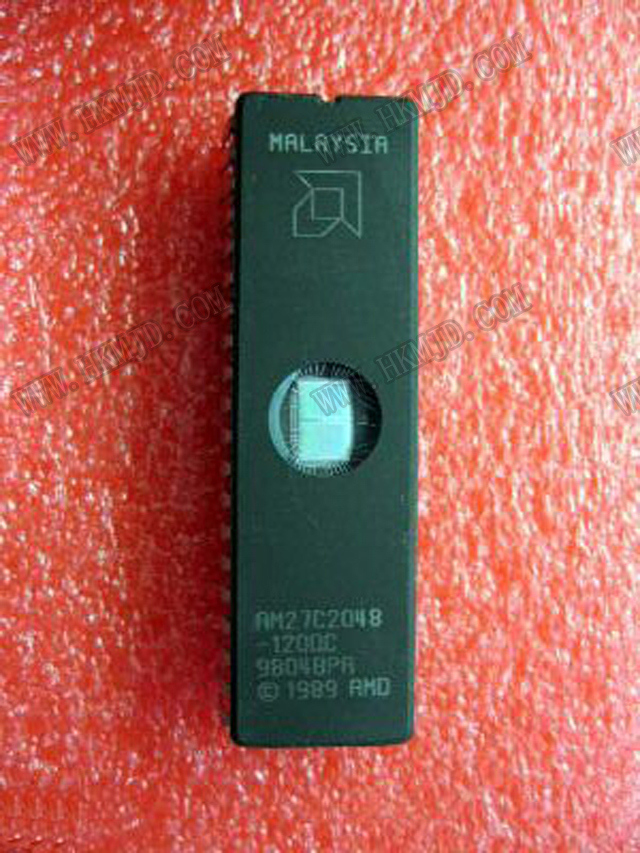 MALAYSIA
AM27C2048
-120DC
9804BPA
© 1989 AMD
WWW.HKMJD.COM
WWW.HKMJD.COM
WWW.HKMJD.COM
WWW.HKMJD.COM